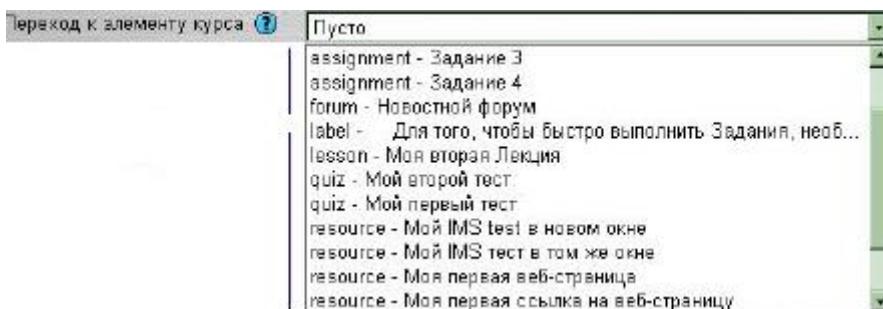 Переход к элементу курса ? Пусто
assignment - Задание 3
assignment - Задание 4
forum - Новостной форум
label - Для того, чтобы быстро выполнить Задания, необ...
lesson - Моя вторая Лекция
quiz - Мой второй тест
quiz - Мой первый тест
resource - Мой IMS test в новом окне
resource - Мой IMS тест в том же окне
resource - Моя первая веб-страница
resource - Моя первая ссылка на веб-страницу